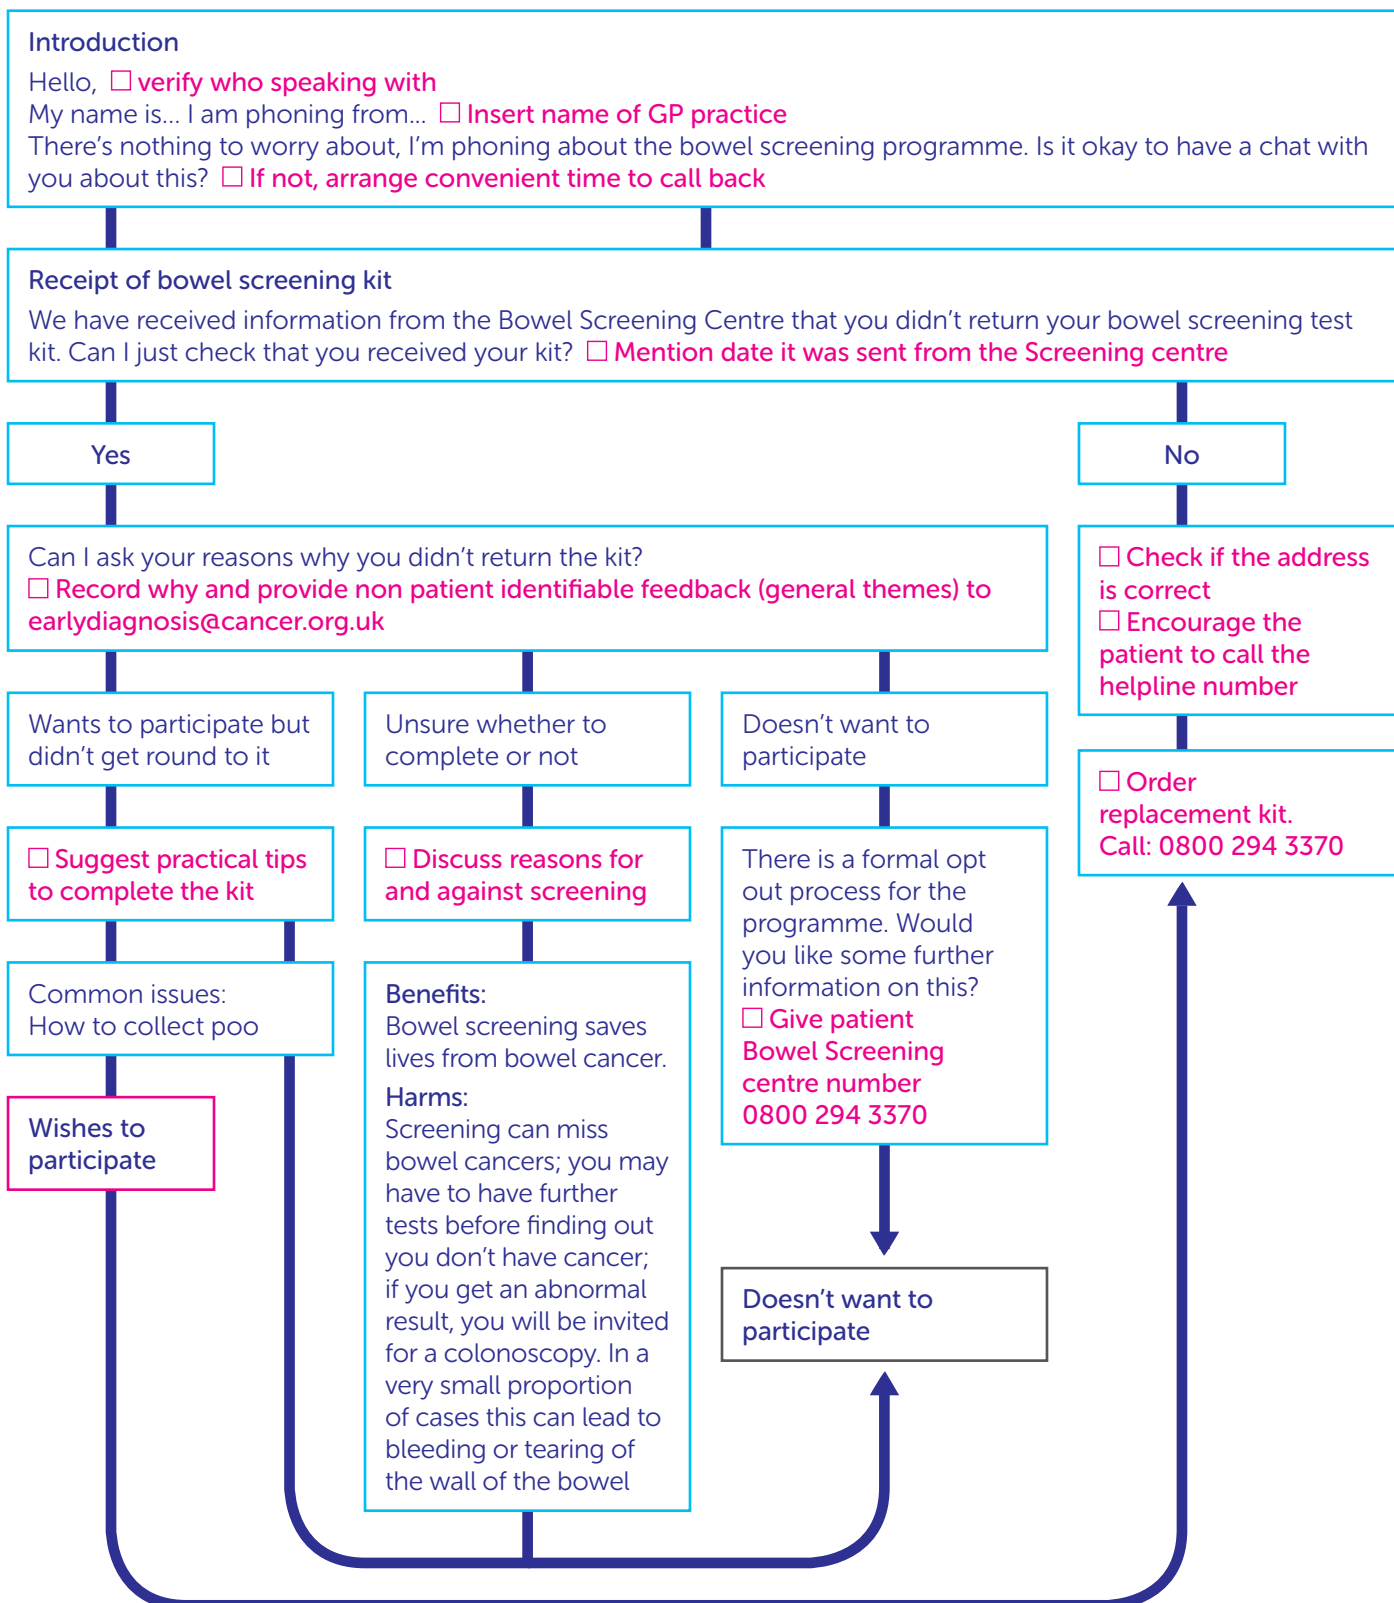 Introduction
Hello, ☐ verify who speaking with
My name is... I am phoning from... ☐ Insert name of GP practice
There's nothing to worry about, I'm phoning about the bowel screening programme. Is it okay to have a chat with
you about this? ☐ If not, arrange convenient time to call back
Receipt of bowel screening kit
We have received information from the Bowel Screening Centre that you didn't return your bowel screening test
kit. Can I just check that you received your kit? ☐ Mention date it was sent from the Screening centre
Yes
No
Can I ask your reasons why you didn't return the kit?
☐ Record why and provide non patient identifiable feedback (general themes) to
earlydiagnosis@cancer.org.uk
☐ Check if the address
is correct
☐ Encourage the
patient to call the
helpline number
Wants to participate but
didn't get round to it
Unsure whether to
complete or not
Doesn't want to
participate
☐ Order
replacement kit.
Call: 0800 294 3370
☐ Suggest practical tips
to complete the kit
☐ Discuss reasons for
and against screening
There is a formal opt
out process for the
programme. Would
you like some further
information on this?
☐ Give patient
Bowel Screening
centre number
0800 294 3370
Common issues:
How to collect poo
Benefits:
Bowel screening saves
lives from bowel cancer.
Harms:
Screening can miss
bowel cancers; you may
have to have further
tests before finding out
you don't have cancer;
if you get an abnormal
result, you will be invited
for a colonoscopy. In a
very small proportion
of cases this can lead to
bleeding or tearing of
the wall of the bowel
Wishes to
participate
Doesn't want to
participate